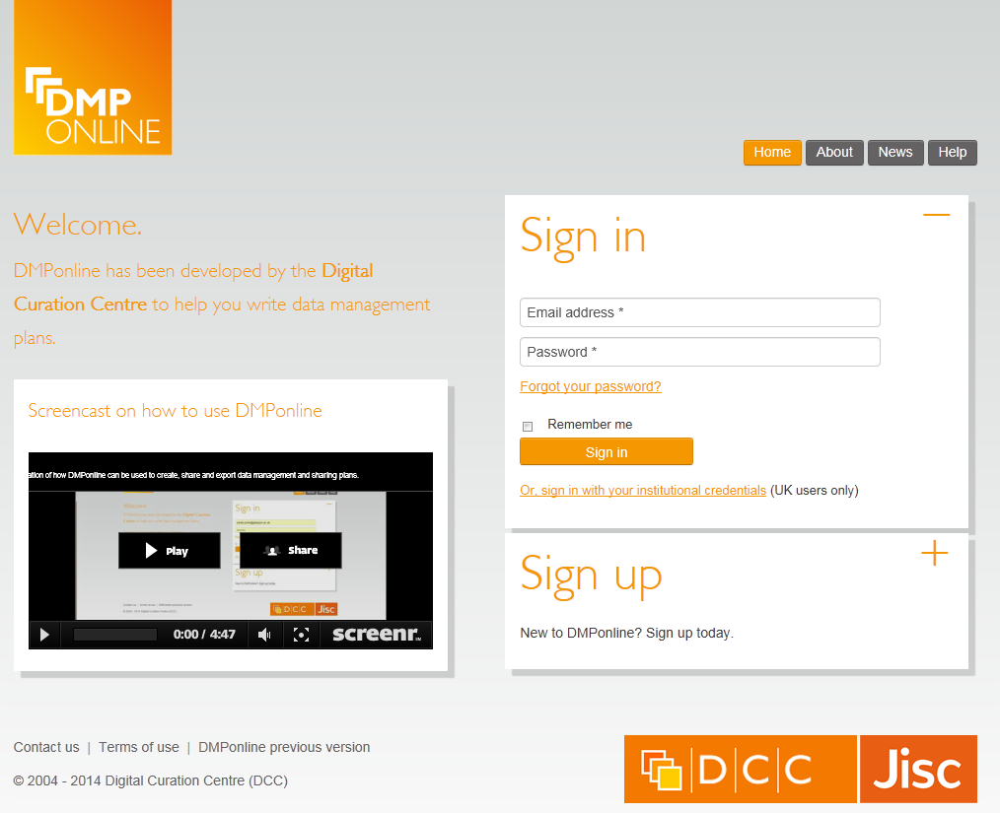 DMP
ONLINE
Home
About
News
Help
Welcome.
DMPonline has been developed by the Digital
Curation Centre to help you write data management
plans.
Screencast on how to use DMPonline
ation of how DMPonline can be used to create, share and export data management and sharing plans.
Sign in
Play
Share
Sign up
DCC
Jisc
0:00 / 4:47
screenr
Sign in
Email address *
Password *
Forgot your password?
Remember me
Sign in
Or, sign in with your institutional credentials (UK users only)
Sign up
New to DMPonline? Sign up today.
Contact us | Terms of use | DMPonline previous version
© 2004 - 2014 Digital Curation Centre (DCC)
D|C|C
Jisc